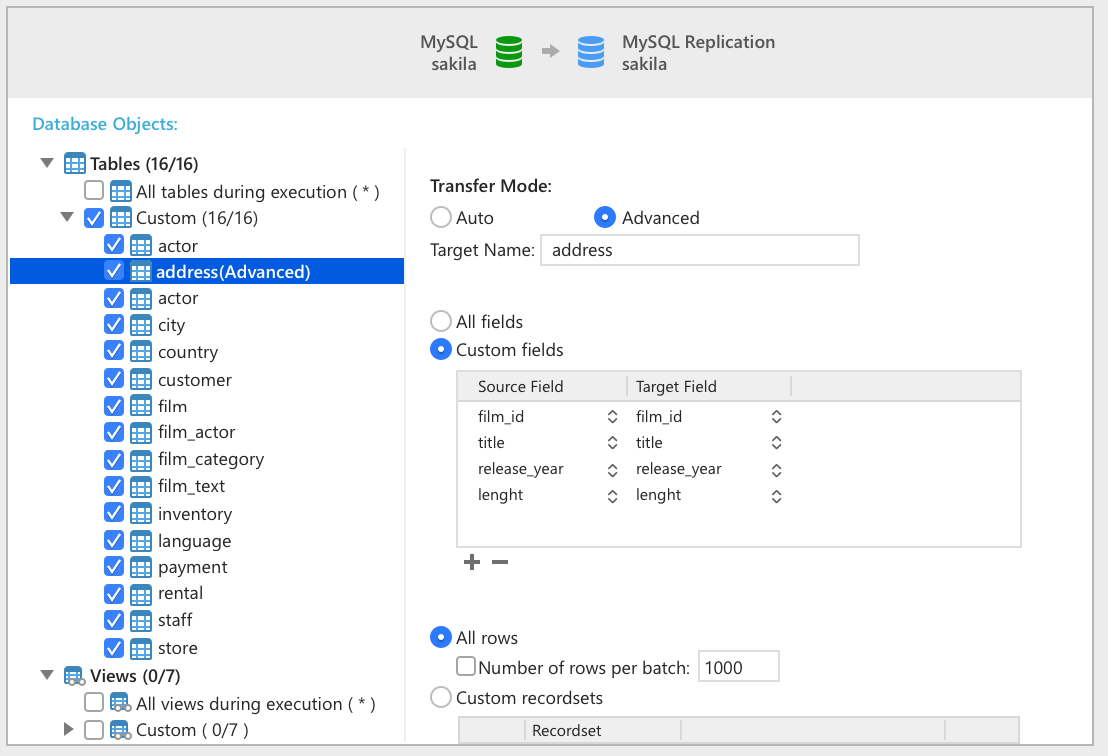 MySQL
sakila
MySQL Replication
sakila
Database Objects:
Tables (16/16)
All tables during execution ( * )
Custom (16/16)
actor
address(Advanced)
actor
city
country
customer
film
film_actor
film_category
film_text
inventory
language
payment
rental
staff
store
Views (0/7)
All views during execution ( * )
Custom ( 0/7 )
Transfer Mode:
Auto Advanced
Target Name: address
All fields
Custom fields
Source Field Target Field
film_id film_id
title title
release_year release_year
lenght lenght
All rows
Number of rows per batch: 1000
Custom recordsets
Recordset